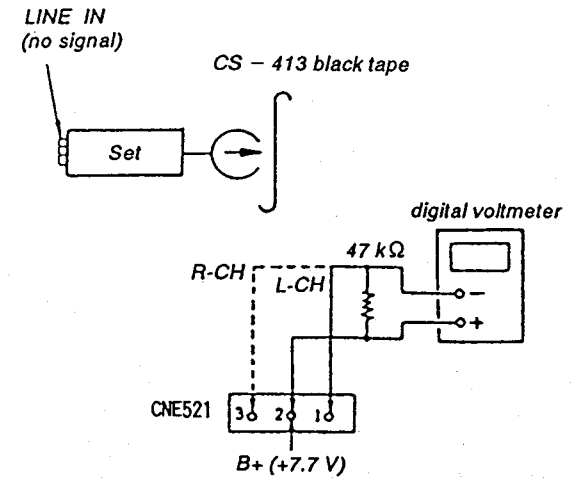 LINE IN
(no signal)
CS – 413 black tape
Set
digital voltmeter
47 kΩ
R-CH
L-CH
–
+
CNE521
3 2 1
B+ (+7.7 V)